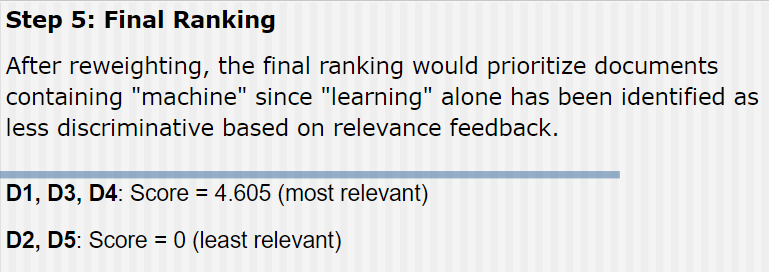 Step 5: Final Ranking
After reweighting, the final ranking would prioritize documents
containing "machine" since "learning" alone has been identified as
less discriminative based on relevance feedback.
D1, D3, D4: Score = 4.605 (most relevant)
D2, D5: Score = 0 (least relevant)